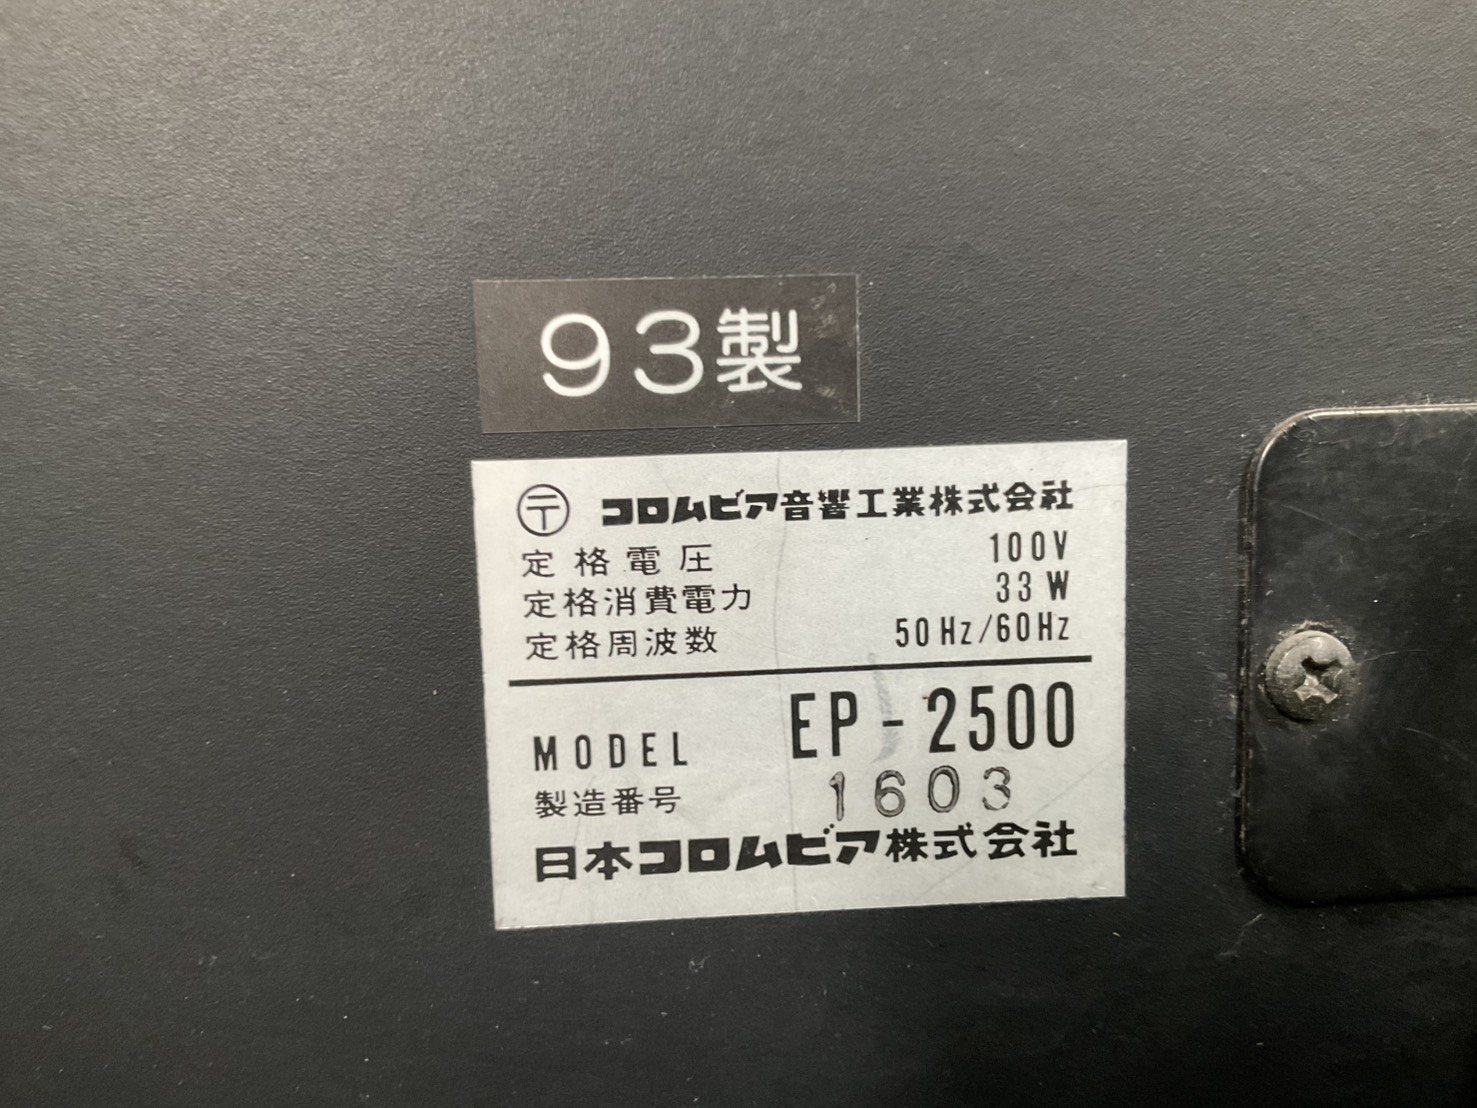 93製
〒 コロムビア音響工業株式会社
定格電圧 100V
定格消費電力 33W
定格周波数 50Hz/60Hz
MODEL EP-2500
製造番号 1603
日本コロムビア株式会社